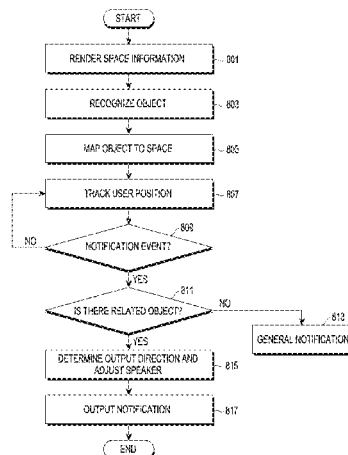 START
RENDER SPACE INFORMATION
801
RECOGNIZE OBJECT
803
MAP OBJECT TO SPACE
805
TRACK USER POSITION
807
809
NOTIFICATION EVENT?
NO
YES
811
IS THERE RELATED OBJECT?
NO
813
GENERAL NOTIFICATION
YES
DETERMINE OUTPUT DIRECTION AND
ADJUST SPEAKER
815
OUTPUT NOTIFICATION
817
END